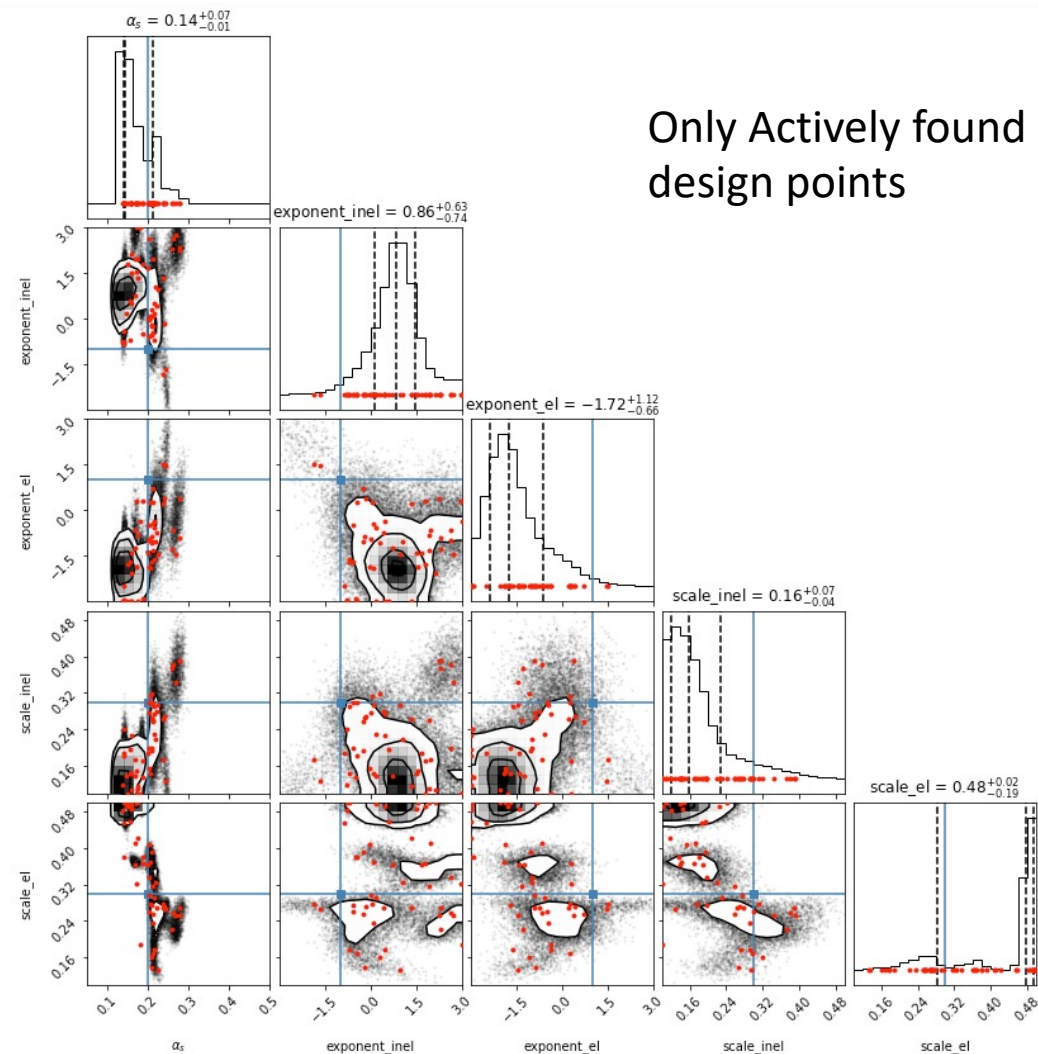 α_s = 0.14^{+0.07}_{-0.01}
Only Actively found
design points
exponent_inel = 0.86^{+0.63}_{-0.74}
3.0
1.5
0.0
−1.5
exponent_inel
exponent_el = −1.72^{+1.12}_{-0.66}
3.0
1.5
0.0
−1.5
exponent_el
scale_inel = 0.16^{+0.07}_{-0.04}
0.48
0.40
0.32
0.24
0.16
scale_inel
scale_el = 0.48^{+0.02}_{-0.19}
0.48
0.40
0.32
0.24
0.16
scale_el
0.1 0.2 0.3 0.4 0.5
−1.5 0.0 1.5 3.0
−1.5 0.0 1.5 3.0
0.16 0.24 0.32 0.40 0.48
0.16 0.24 0.32 0.40 0.48
α_s
exponent_inel
exponent_el
scale_inel
scale_el